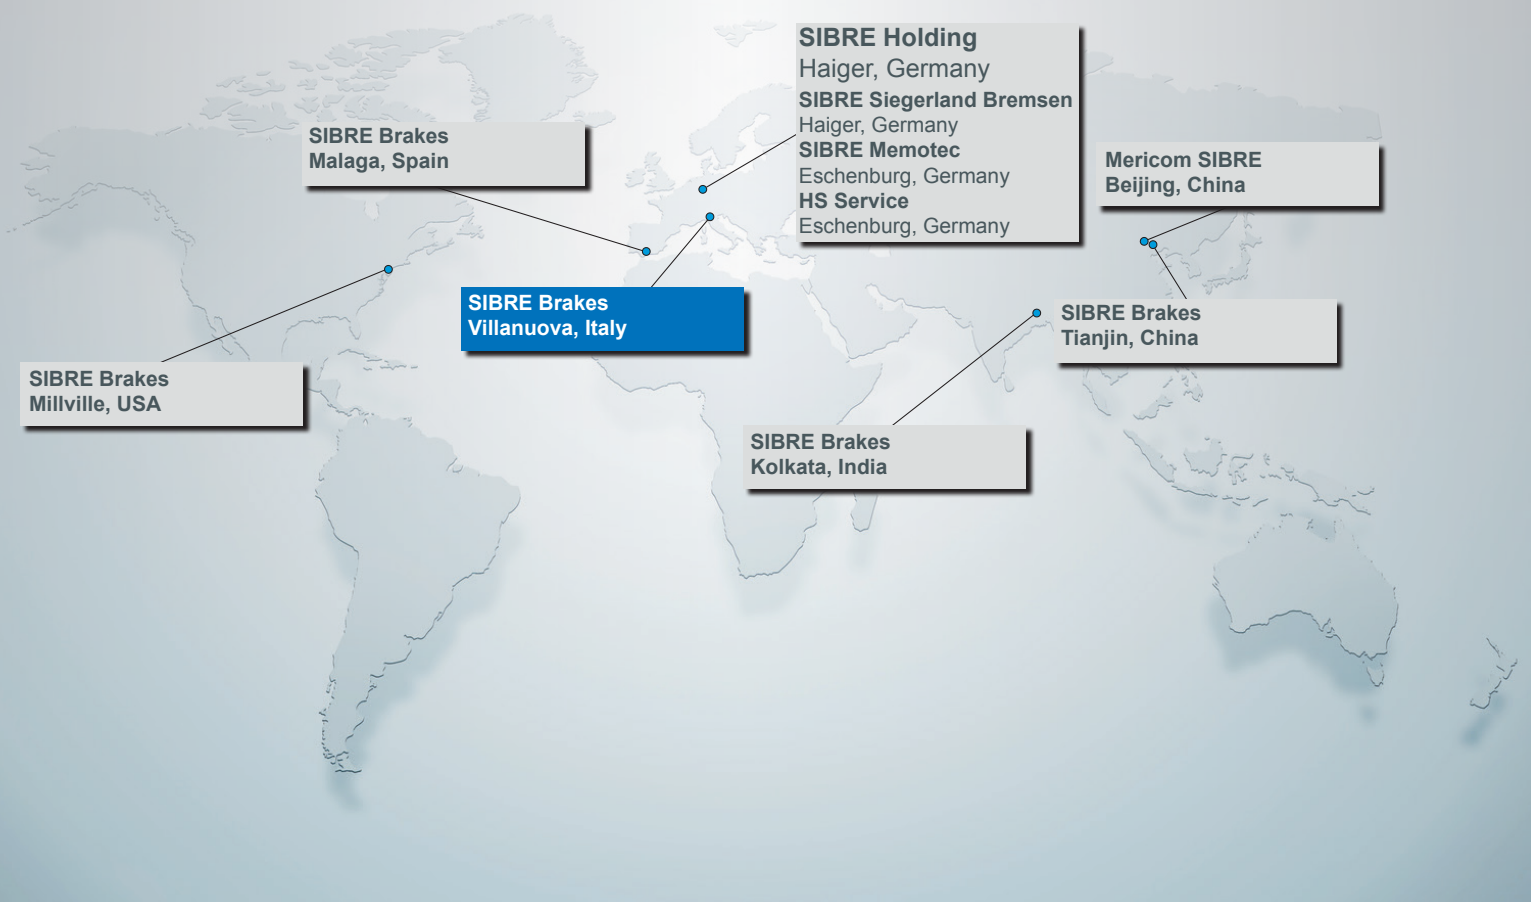 SIBRE Holding
Haiger, Germany
SIBRE Siegerland Bremsen
Haiger, Germany
SIBRE Memotec
Eschenburg, Germany
HS Service
Eschenburg, Germany
SIBRE Brakes
Malaga, Spain
Mericom SIBRE
Beijing, China
SIBRE Brakes
Villanuova, Italy
SIBRE Brakes
Tianjin, China
SIBRE Brakes
Millville, USA
SIBRE Brakes
Kolkata, India